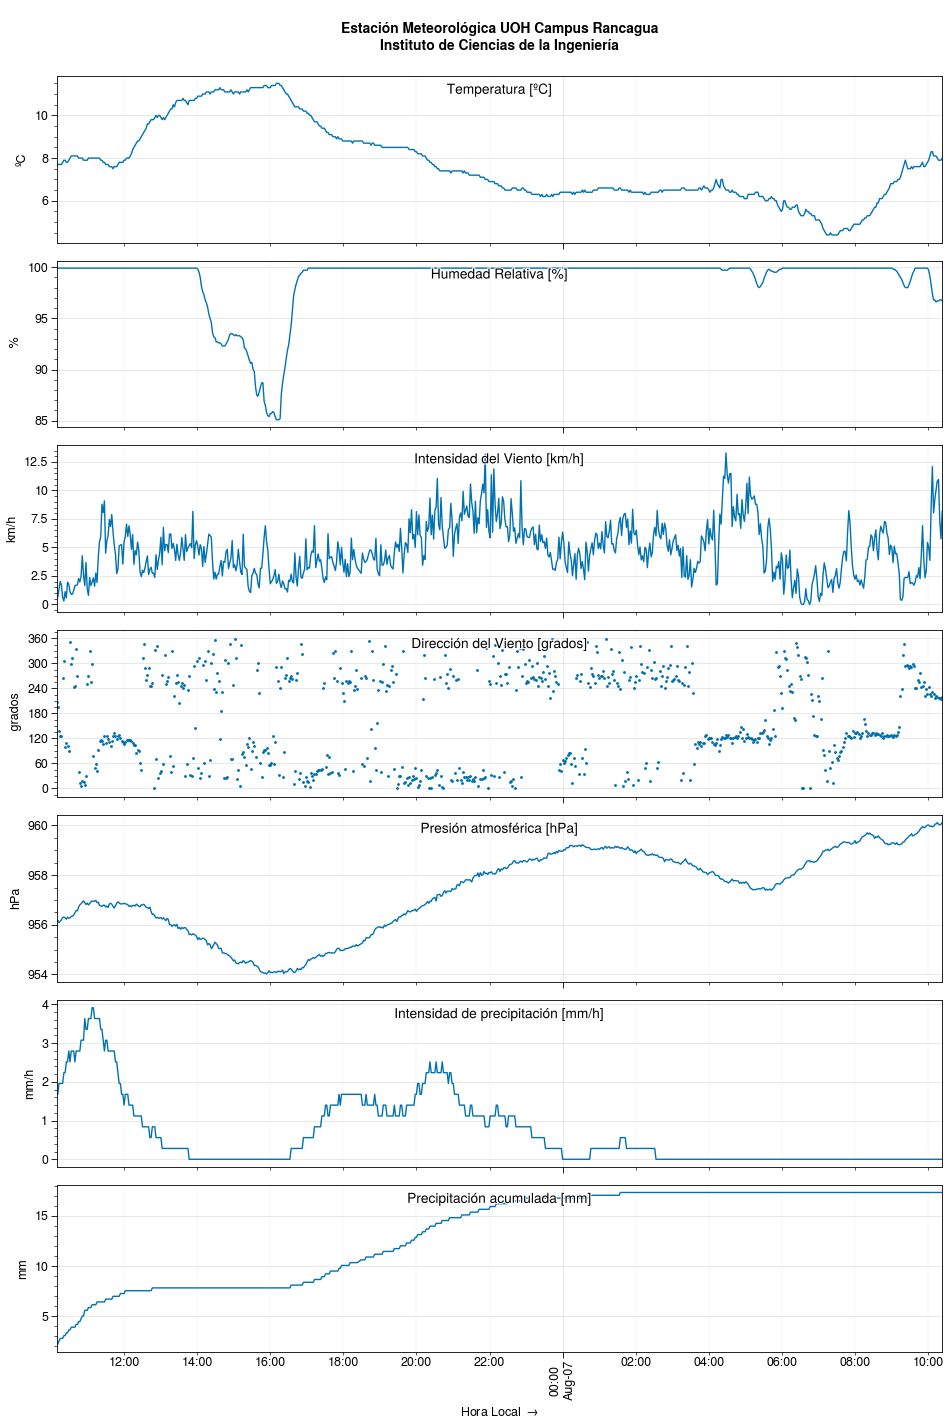 Estación Meteorológica UOH Campus Rancagua
Instituto de Ciencias de la Ingeniería
Temperatura [ºC]
ºC
10
8
6
Humedad Relativa [%]
%
100
95
90
85
Intensidad del Viento [km/h]
km/h
12.5
10
7.5
5
2.5
0
Dirección del Viento [grados]
grados
360
300
240
180
120
60
0
Presión atmosférica [hPa]
hPa
960
958
956
954
Intensidad de precipitación [mm/h]
mm/h
4
3
2
1
0
Precipitación acumulada [mm]
mm
15
10
5
12:00 14:00 16:00 18:00 20:00 22:00 00:00 02:00 04:00 06:00 08:00 10:00
Aug-07
Hora Local →